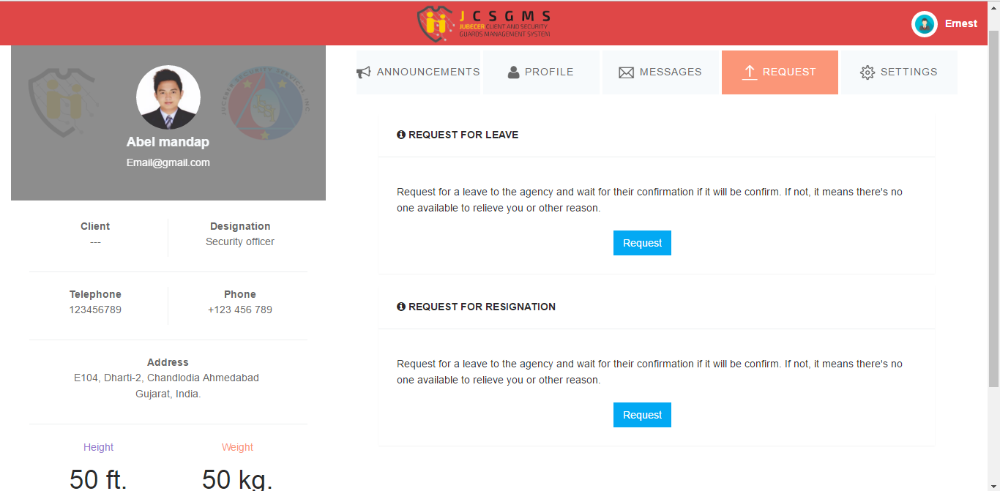 J C S G M S
JUBECER CLIENT AND SECURITY
GUARDS MANAGEMENT SYSTEM
Ernest
Abel mandap
Email@gmail.com
Client
---
Designation
Security officer
Telephone
123456789
Phone
+123 456 789
Address
E104, Dharti-2, Chandlodia Ahmedabad
Gujarat, India.
Height
50 ft.
Weight
50 kg.
ANNOUNCEMENTS
PROFILE
MESSAGES
REQUEST
SETTINGS
REQUEST FOR LEAVE
Request for a leave to the agency and wait for their confirmation if it will be confirm. If not, it means there's no
one available to relieve you or other reason.
Request
REQUEST FOR RESIGNATION
Request for a leave to the agency and wait for their confirmation if it will be confirm. If not, it means there's no
one available to relieve you or other reason.
Request